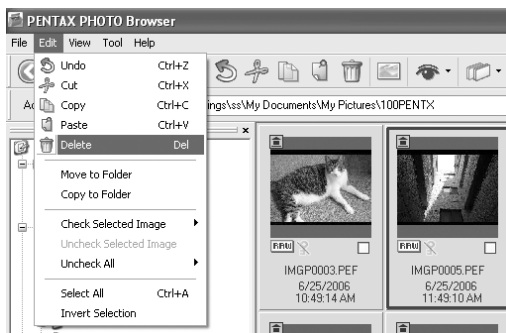 PENTAX PHOTO Browser
File Edit View Tool Help
Undo Ctrl+Z
Cut Ctrl+X
Copy Ctrl+C
Paste Ctrl+V
Delete Del
Move to Folder
Copy to Folder
Check Selected Image
Uncheck Selected Image
Uncheck All
Select All Ctrl+A
Invert Selection
Ad
ings\ss\My Documents\My Pictures\100PENTX
RAW
IMGP0003.PEF
6/25/2006
10:49:14 AM
RAW
IMGP0005.PEF
6/25/2006
11:49:10 AM